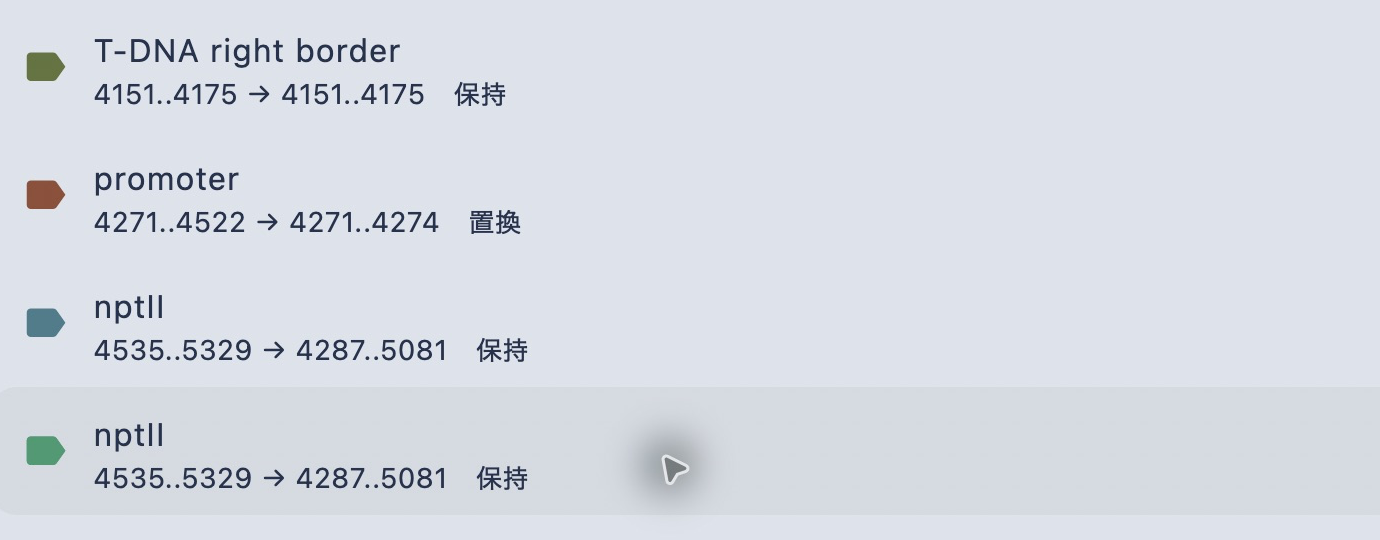 T-DNA right border
4151..4175 → 4151..4175 保持
promoter
4271..4522 → 4271..4274 置換
nptII
4535..5329 → 4287..5081 保持
nptII
4535..5329 → 4287..5081 保持